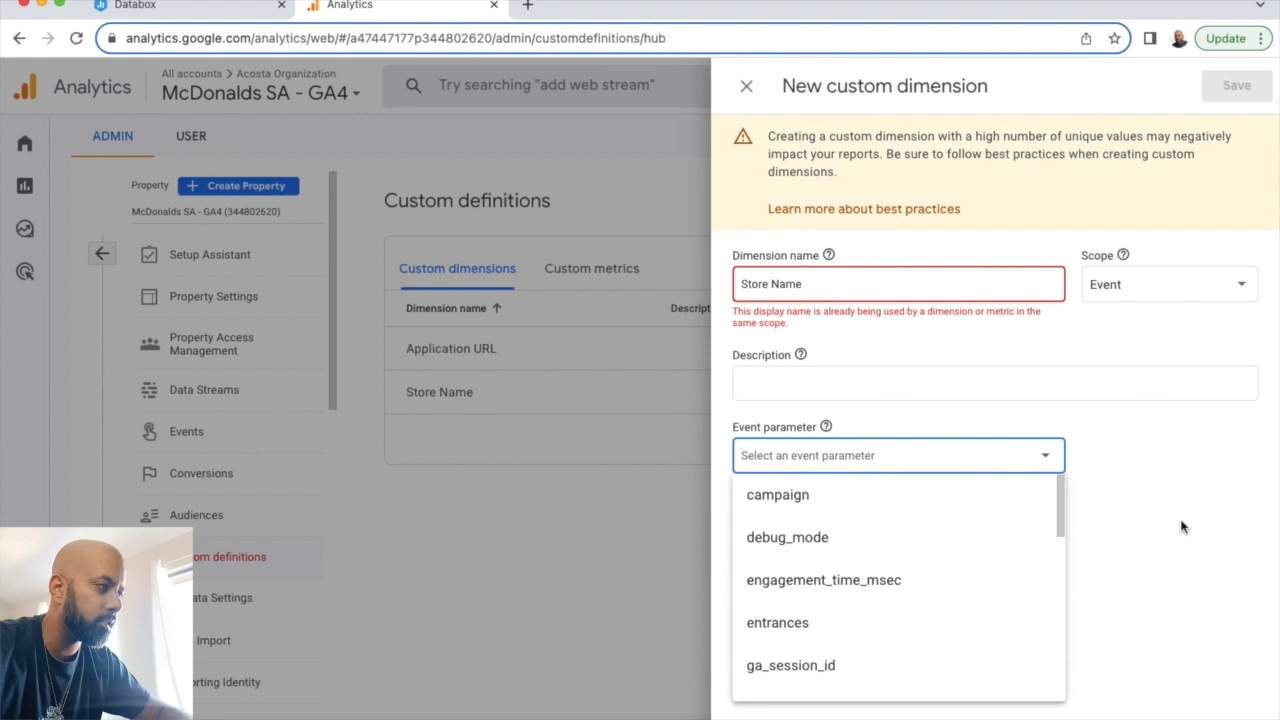 Databox
Analytics
analytics.google.com/analytics/web/#/a47447177p344802620/admin/customdefinitions/hub
Update
Analytics
All accounts > Acosta Organization
McDonalds SA - GA4
Try searching "add web stream"
ADMIN
USER
Property
Create Property
McDonalds SA - GA4 (344802620)
Setup Assistant
Property Settings
Property Access
Management
Data Streams
Events
Conversions
Audiences
om definitions
ata Settings
Import
orting Identity
Custom definitions
Custom dimensions
Custom metrics
Dimension name
Descript
Application URL
Store Name
New custom dimension
Save
Creating a custom dimension with a high number of unique values may negatively
impact your reports. Be sure to follow best practices when creating custom
dimensions.
Learn more about best practices
Dimension name
Scope
Store Name
Event
This display name is already being used by a dimension or metric in the
same scope.
Description
Event parameter
Select an event parameter
campaign
debug_mode
engagement_time_msec
entrances
ga_session_id